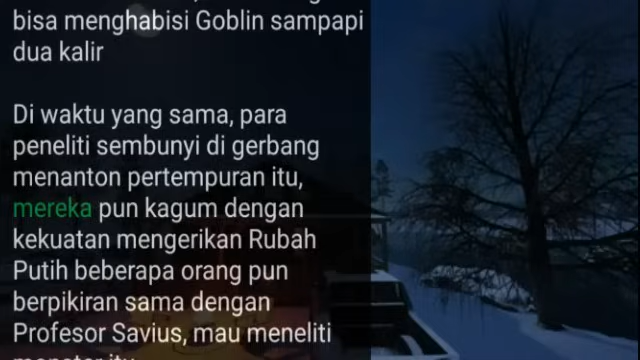 bisa menghabisi Goblin sampapi
dua kalir
Di waktu yang sama, para
peneliti sembunyi di gerbang
menanton pertempuran itu,
mereka pun kagum dengan
kekuatan mengerikan Rubah
Putih beberapa orang pun
berpikiran sama dengan
Profesor Savius, mau meneliti